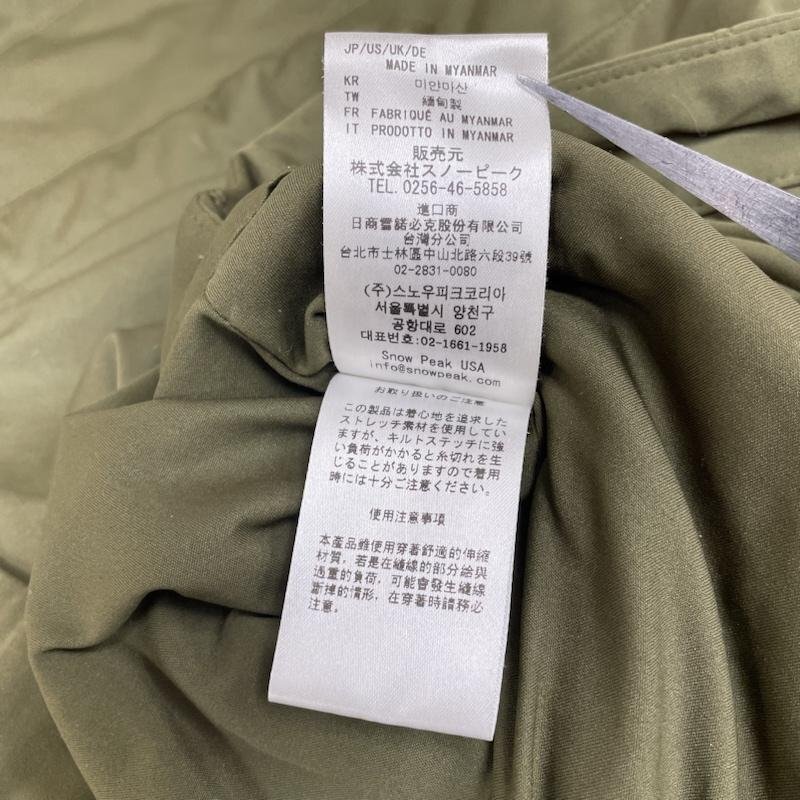 JP/US/UK/DE
MADE IN MYANMAR
KR 미얀마산
TW 緬甸製
FR FABRIQUÉ AU MYANMAR
IT PRODOTTO IN MYANMAR
販売元
株式会社スノーピーク
TEL. 0256-46-5858
進口商
日商雪諾必克股份有限公司
台灣分公司
台北市士林區中山北路六段39號
02-2831-0080
(주)스노우피크코리아
서울특별시 양천구
공항대로 602
대표번호:02-1661-1958
Snow Peak USA
info@snowpeak.com
お取り扱いのご注意
この製品は着心地を追求した
ストレッチ素材を使用してい
ますが、キルトステッチに強
い負荷がかかると糸切れを生
じることがありますので着用
時には十分ご注意ください。
使用注意事項
本產品雖使用穿著舒適的伸縮
材質，若是在縫線的部分給與
過重的負荷，可能會發生縫線
斷掉的情形，在穿著時請務必
注意。